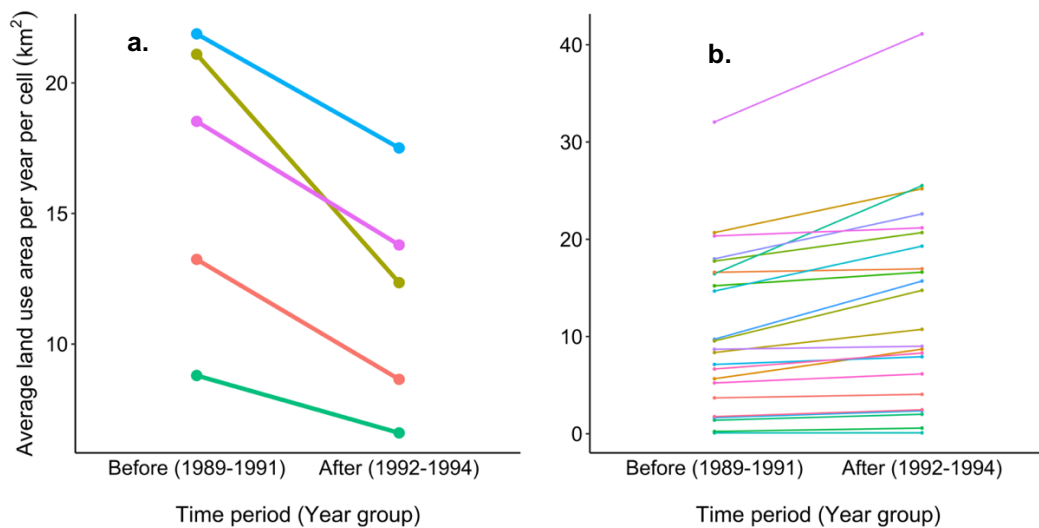 Average land use area per year per cell (km²)
a.
20
15
10
Before (1989-1991) After (1992-1994)
Time period (Year group)
b.
40
30
20
10
0
Before (1989-1991) After (1992-1994)
Time period (Year group)